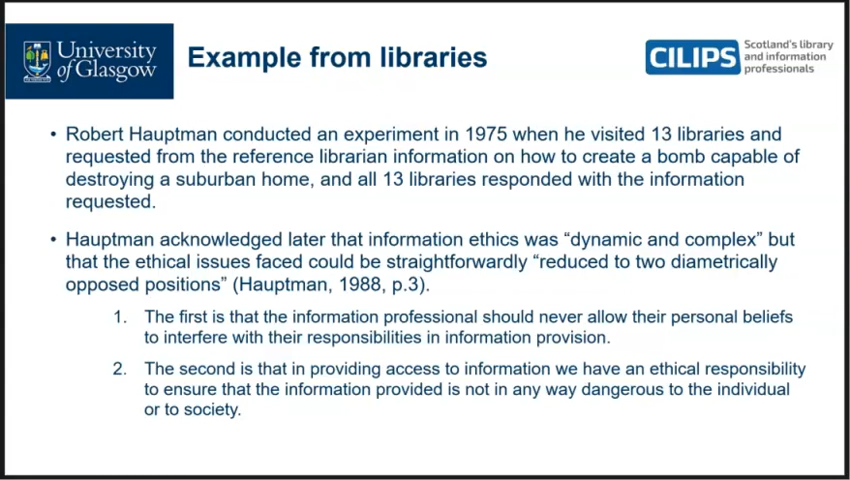 University
of Glasgow
Example from libraries
CILIPS
Scotland's library
and information
professionals
• Robert Hauptman conducted an experiment in 1975 when he visited 13 libraries and
requested from the reference librarian information on how to create a bomb capable of
destroying a suburban home, and all 13 libraries responded with the information
requested.
• Hauptman acknowledged later that information ethics was “dynamic and complex” but
that the ethical issues faced could be straightforwardly “reduced to two diametrically
opposed positions” (Hauptman, 1988, p.3).
1. The first is that the information professional should never allow their personal beliefs
to interfere with their responsibilities in information provision.
2. The second is that in providing access to information we have an ethical responsibility
to ensure that the information provided is not in any way dangerous to the individual
or to society.